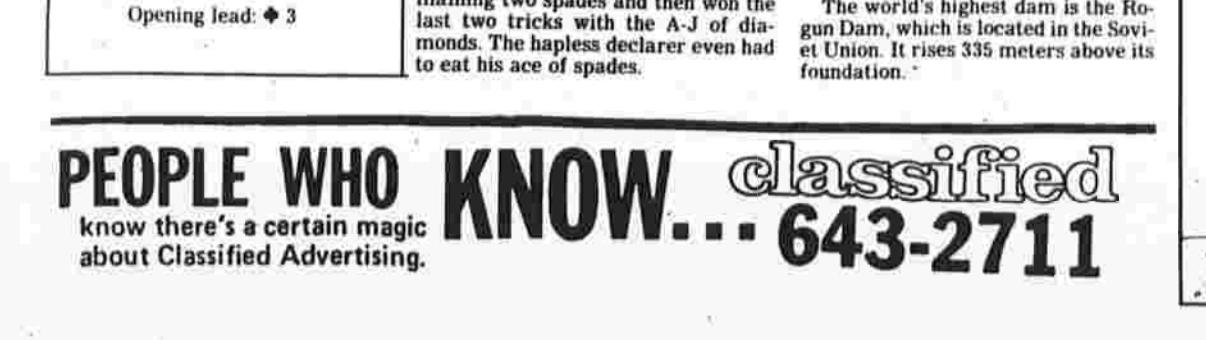 Opening lead: ♠ 3
maining two spades and then won the
last two tricks with the A-J of dia-
monds. The hapless declarer even had
to eat his ace of spades.
The world's highest dam is the Ro-
gun Dam, which is located in the Sovi-
et Union. It rises 335 meters above its
foundation.
PEOPLE WHO KNOW...
know there's a certain magic
about Classified Advertising.
classified
643-2711